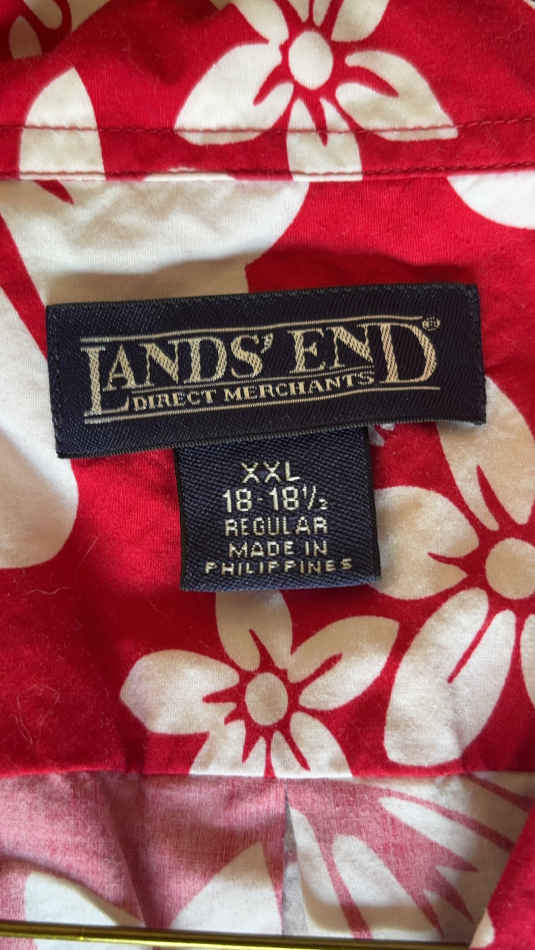 LANDS' END®
DIRECT MERCHANTS
XXL
18-18½
REGULAR
MADE IN
PHILIPPINES